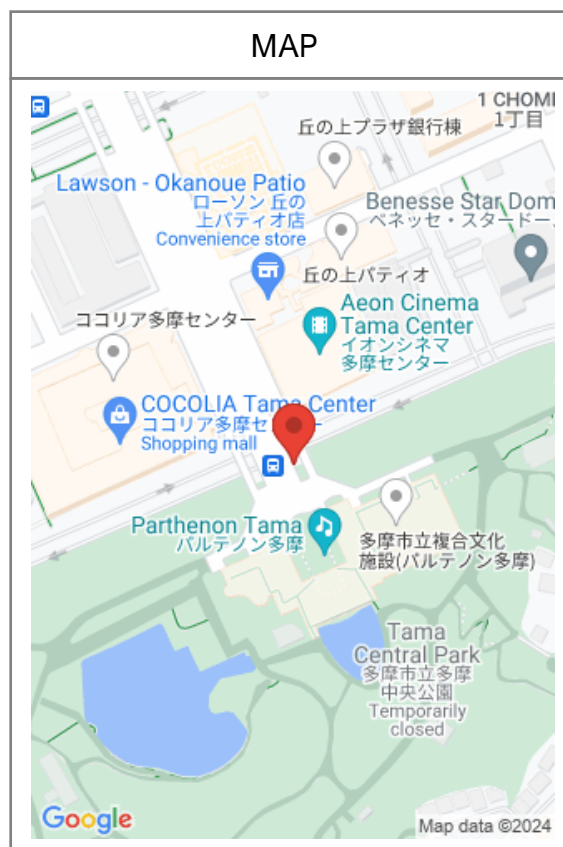 MAP
1 CHOM
1丁目
丘の上プラザ銀行棟
Lawson - Okanoue Patio
ローソン 丘の
上パティオ店
Convenience store
Benesse Star Dom
ベネッセ・スタードー
丘の上パティオ
Aeon Cinema
Tama Center
イオンシネマ
多摩センター
ココリア多摩センター
COCOLIA Tama Center
ココリア多摩セ
Shopping mall
Parthenon Tama
パルテノン多摩
多摩市立複合文化
施設(パルテノン多摩)
Tama
Central Park
多摩市立多摩
中央公園
Temporarily
closed
Google
Map data ©2024